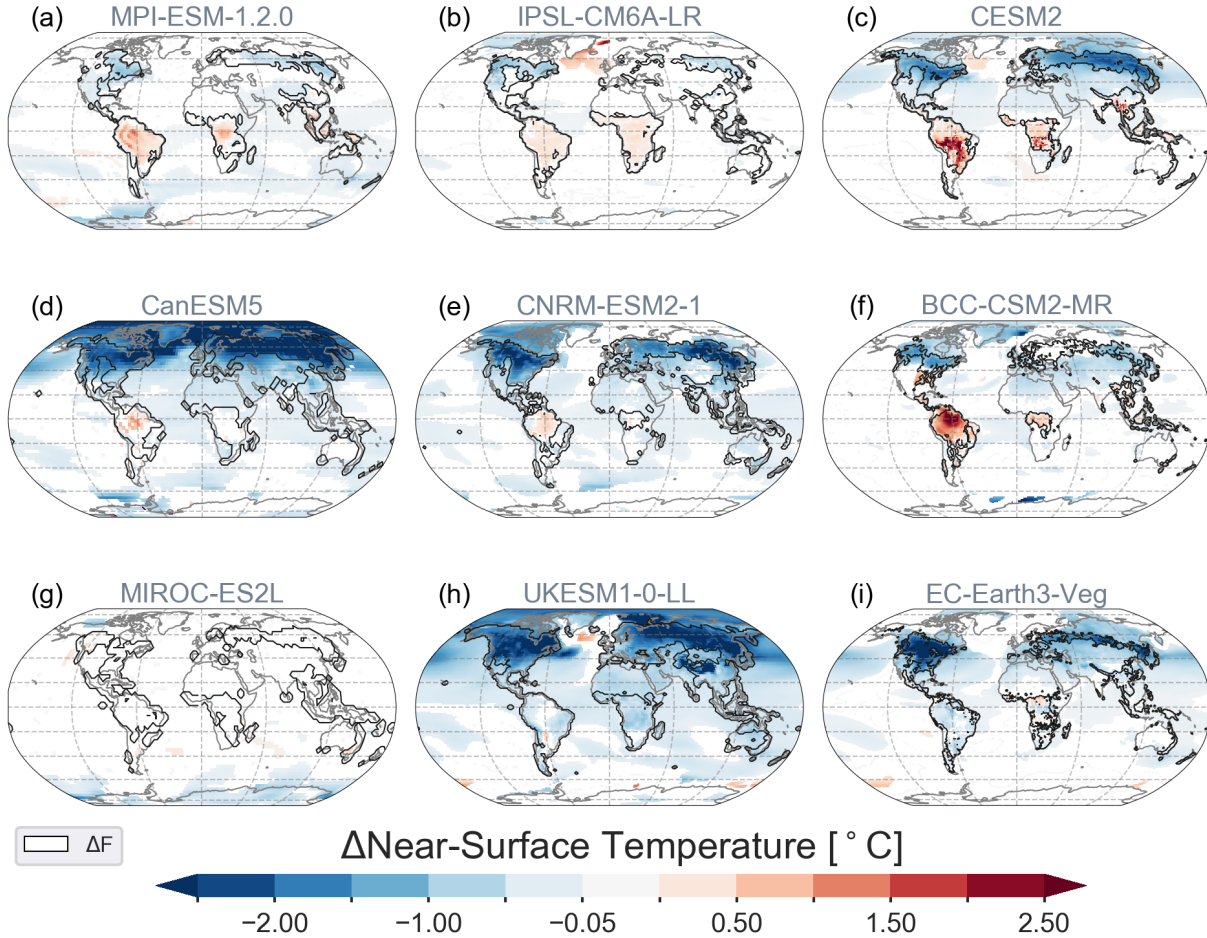 (a) MPI-ESM-1.2.0
(b) IPSL-CM6A-LR
(c) CESM2
(d) CanESM5
(e) CNRM-ESM2-1
(f) BCC-CSM2-MR
(g) MIROC-ES2L
(h) UKESM1-0-LL
(i) EC-Earth3-Veg
ΔF
ΔNear-Surface Temperature [°C]
−2.00 −1.00 −0.05 0.50 1.50 2.50